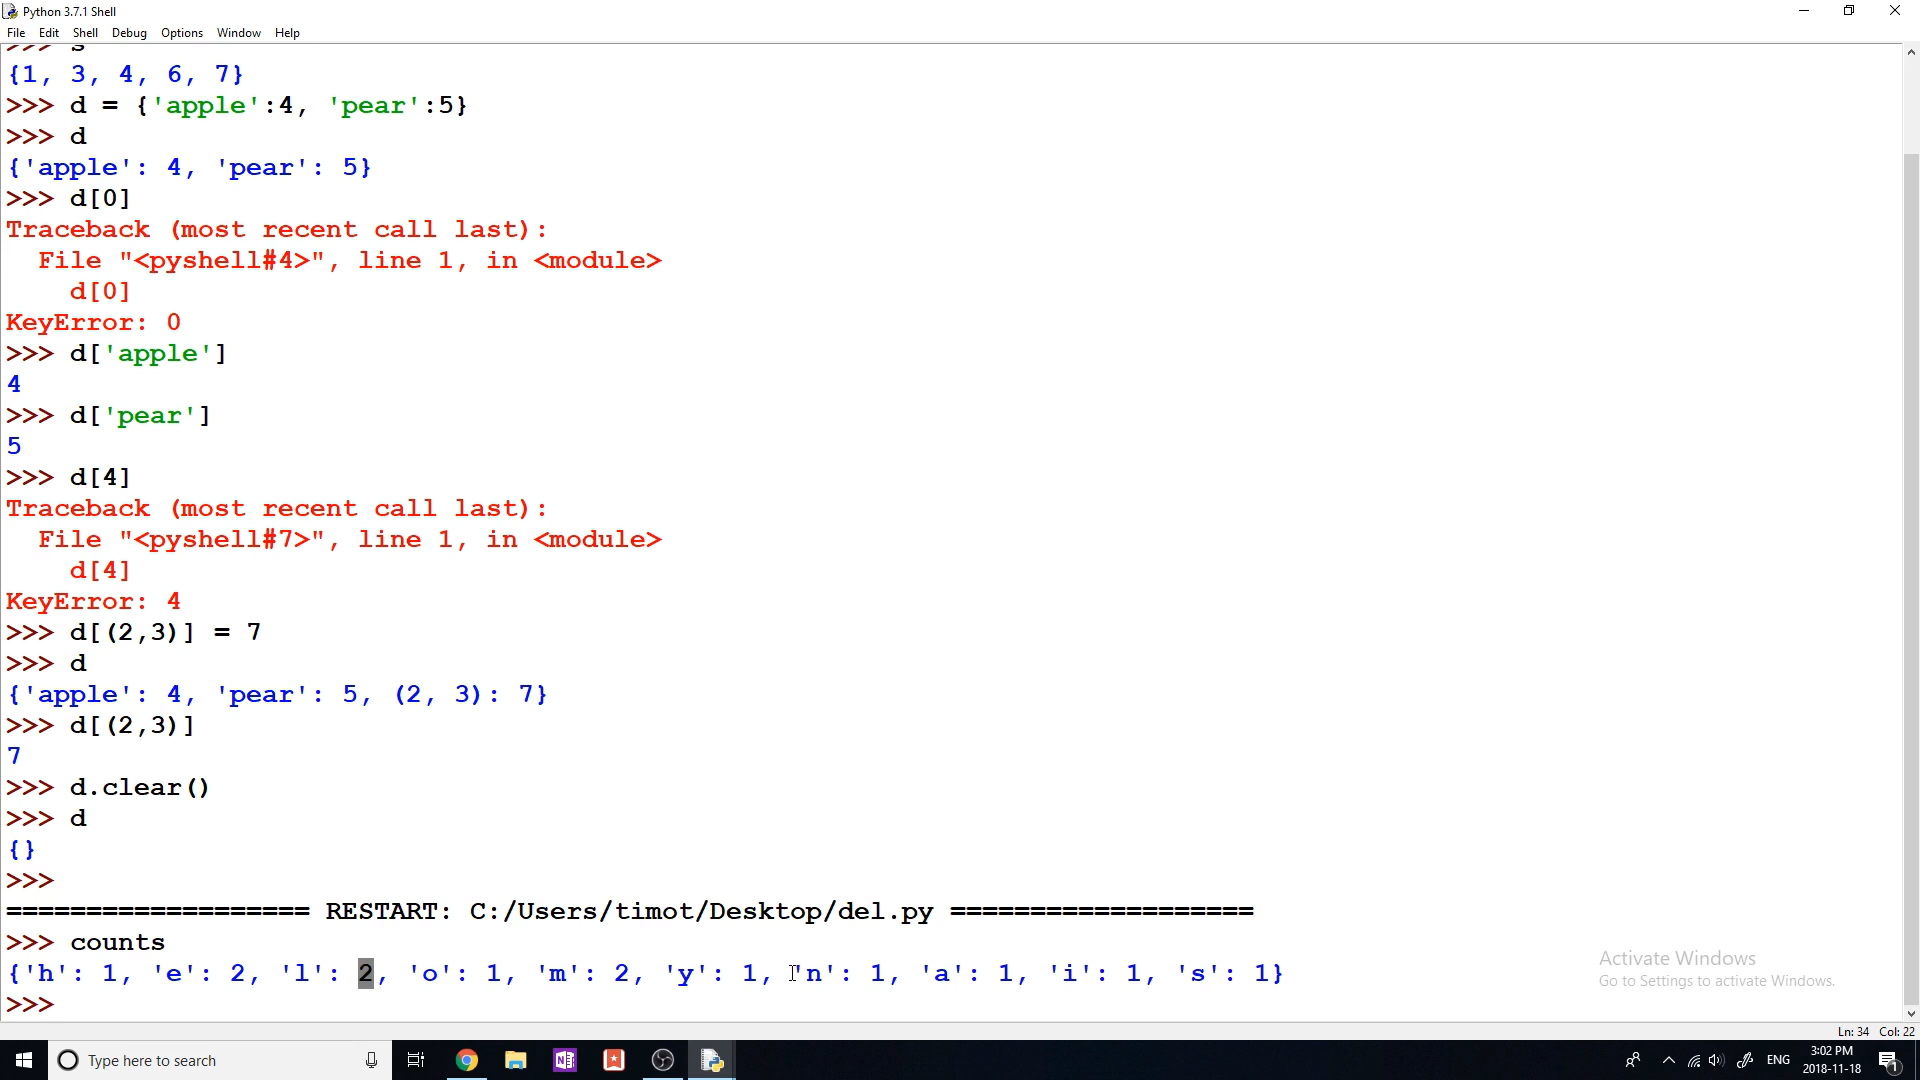 Python 3.7.1 Shell
File Edit Shell Debug Options Window Help
>>> s
{1, 3, 4, 6, 7}
>>> d = {'apple':4, 'pear':5}
>>> d
{'apple': 4, 'pear': 5}
>>> d[0]
Traceback (most recent call last):
  File "<pyshell#4>", line 1, in <module>
    d[0]
KeyError: 0
>>> d['apple']
4
>>> d['pear']
5
>>> d[4]
Traceback (most recent call last):
  File "<pyshell#7>", line 1, in <module>
    d[4]
KeyError: 4
>>> d[(2,3)] = 7
>>> d
{'apple': 4, 'pear': 5, (2, 3): 7}
>>> d[(2,3)]
7
>>> d.clear()
>>> d
{}
>>>
=================== RESTART: C:/Users/timot/Desktop/del.py ===================
>>> counts
{'h': 1, 'e': 2, 'l': 2, 'o': 1, 'm': 2, 'y': 1, 'n': 1, 'a': 1, 'i': 1, 's': 1}
>>>
Activate Windows
Go to Settings to activate Windows.
Ln: 34 Col: 22
Type here to search
N
ENG
3:02 PM
2018-11-18
1